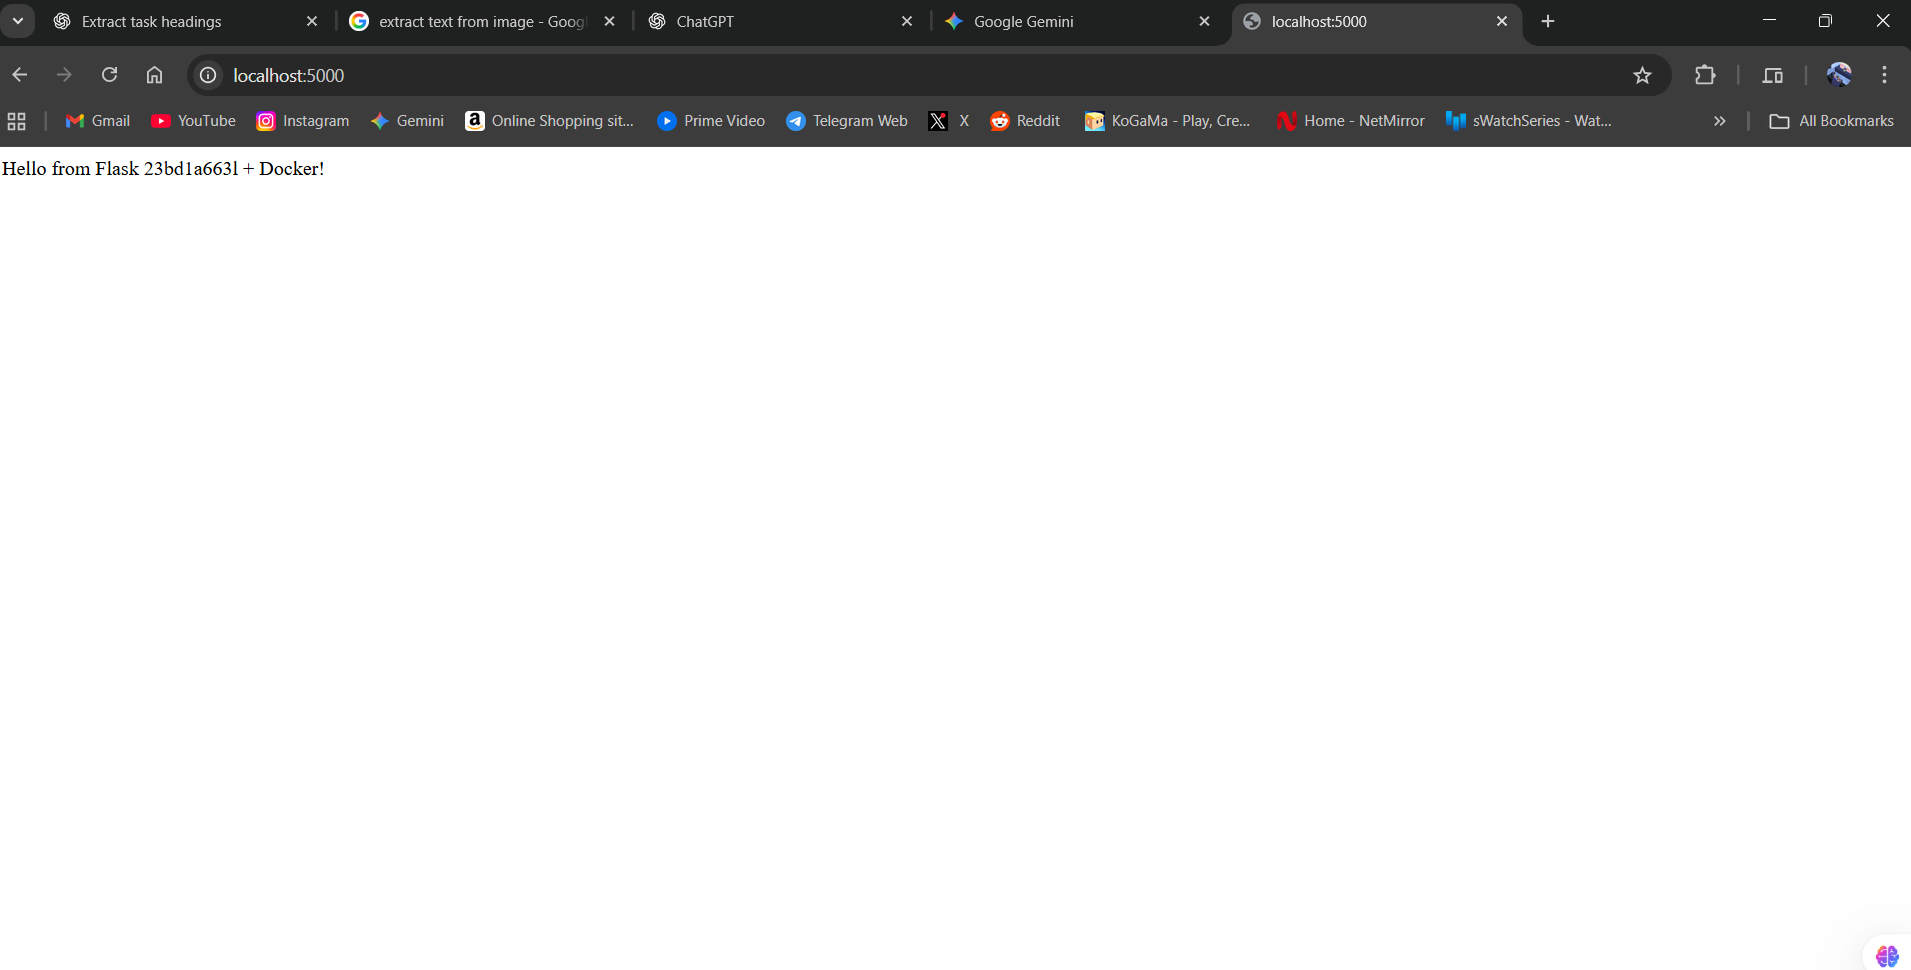 Extract task headings
extract text from image - Goog
ChatGPT
Google Gemini
localhost:5000
localhost:5000
Gmail
YouTube
Instagram
Gemini
Online Shopping sit...
Prime Video
Telegram Web
X
Reddit
KoGaMa - Play, Cre...
Home - NetMirror
sWatchSeries - Wat...
All Bookmarks
Hello from Flask 23bd1a663l + Docker!